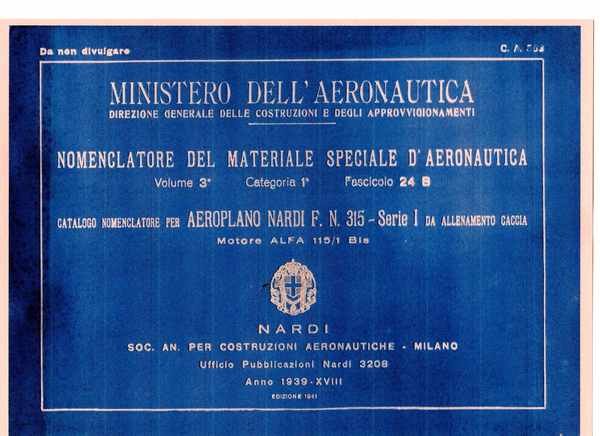 Da non divulgare
C. A.
MINISTERO DELL'AERONAUTICA
DIREZIONE GENERALE DELLE COSTRUZIONI E DEGLI APPROVVIGIONAMENTI
NOMENCLATORE DEL MATERIALE SPECIALE D'AERONAUTICA
Volume 3° Categoria 1ª Fascicolo 24 B
CATALOGO NOMENCLATORE PER AEROPLANO NARDI F. N. 315 - Serie I DA ALLENAMENTO CACCIA
Motore ALFA 115/1 Bis
NARDI
SOC. AN. PER COSTRUZIONI AERONAUTICHE - MILANO
Ufficio Pubblicazioni Nardi 3208
Anno 1939-XVIII
EDIZIONE 1941